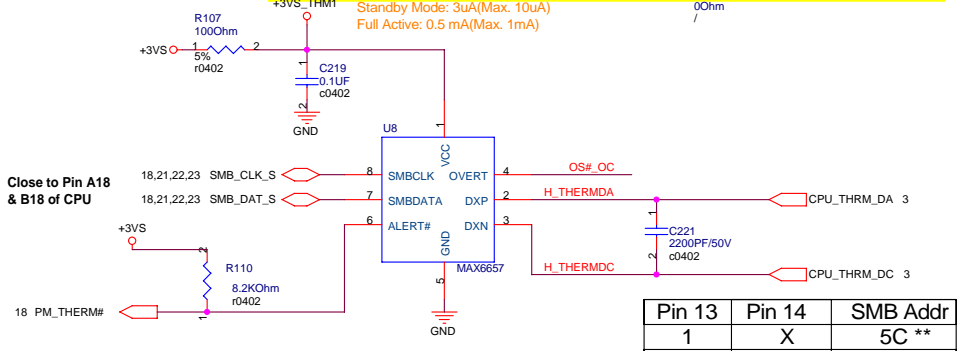 +3VS_THM1
Standby Mode: 3uA(Max. 10uA)
0Ohm
/
Full Active: 0.5 mA(Max. 1mA)
R107
100Ohm
+3VS
1
2
5%
r0402
1
C219
0.1UF
c0402
2
GND
U8
1
VCC
18,21,22,23 SMB_CLK_S
8
SMBCLK
OVERT
4
OS#_OC
Close to Pin A18
& B18 of CPU
18,21,22,23 SMB_DAT_S
7
SMBDATA
DXP
2
H_THERMDA
CPU_THRM_DA 3
6
ALERT#
DXN
3
1
C221
2200PF/50V
c0402
2
GND
5
MAX6657
H_THERMDC
CPU_THRM_DC 3
GND
+3VS
2
R110
8.2KOhm
r0402
1
18 PM_THERM#
Pin 13 Pin 14 SMB Addr
1 X 5C **